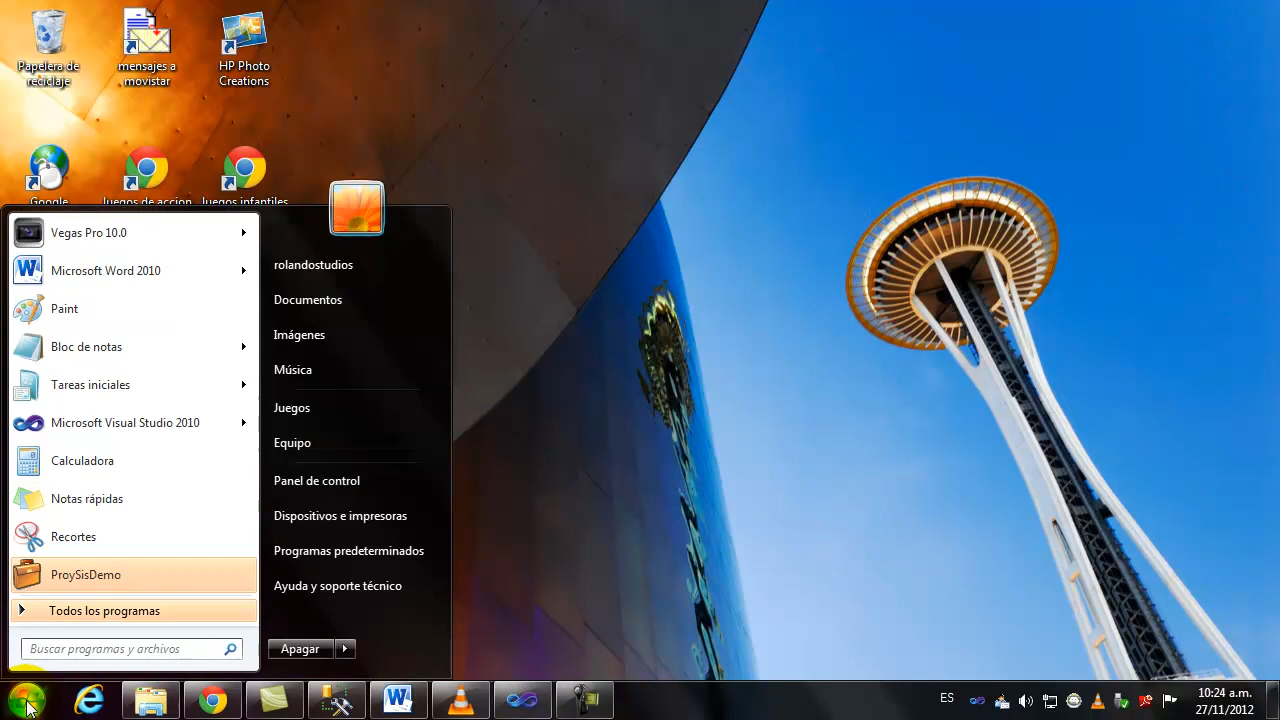 Papelera de
reciclaje
mensajes a
movistar
HP Photo
Creations
Google
Juegos de accion
Juegos infantiles
Vegas Pro 10.0
Microsoft Word 2010
Paint
Bloc de notas
Tareas iniciales
Microsoft Visual Studio 2010
Calculadora
Notas rápidas
Recortes
ProySisDemo
Todos los programas
Buscar programas y archivos
rolandostudios
Documentos
Imágenes
Música
Juegos
Equipo
Panel de control
Dispositivos e impresoras
Programas predeterminados
Ayuda y soporte técnico
Apagar
ES
10:24 a.m.
27/11/2012